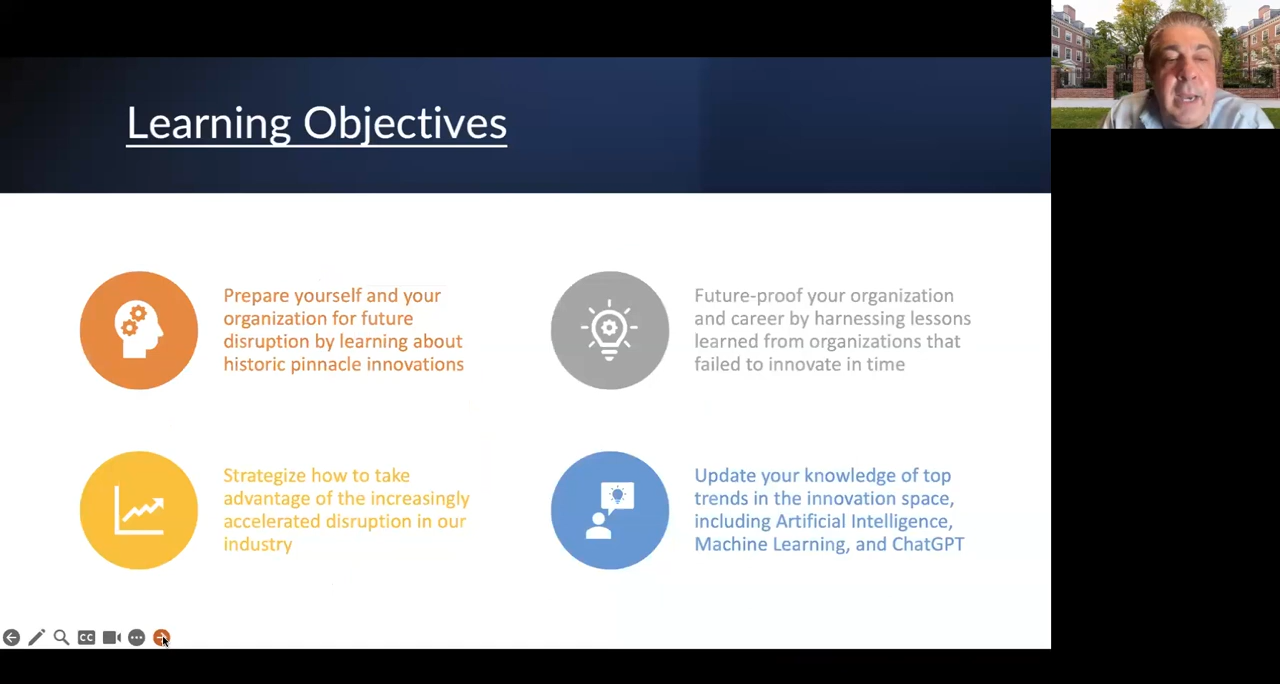 Learning Objectives
Prepare yourself and your
organization for future
disruption by learning about
historic pinnacle innovations
Future-proof your organization
and career by harnessing lessons
learned from organizations that
failed to innovate in time
Strategize how to take
advantage of the increasingly
accelerated disruption in our
industry
Update your knowledge of top
trends in the innovation space,
including Artificial Intelligence,
Machine Learning, and ChatGPT
CC